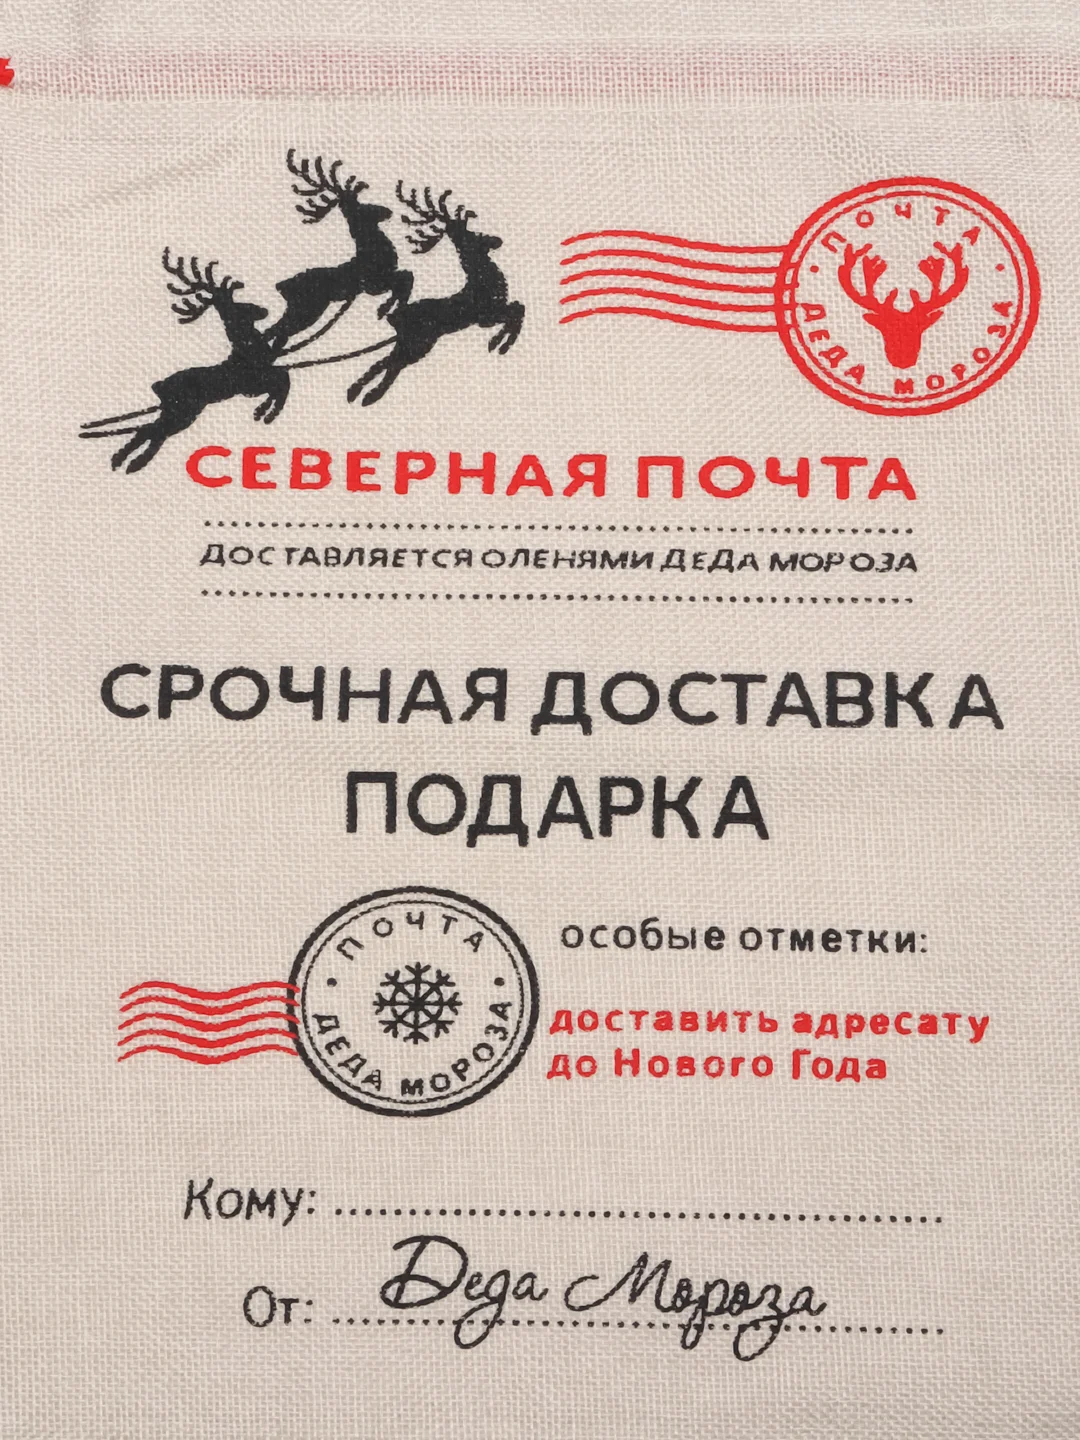 ПОЧТА
ДЕДА МОРОЗА
СЕВЕРНАЯ ПОЧТА
ДОСТАВЛЯЕТСЯ ОЛЕНЯМИ ДЕДА МОРОЗА
СРОЧНАЯ ДОСТАВКА
ПОДАРКА
ПОЧТА
ДЕДА МОРОЗА
особые отметки:
доставить адресату
до Нового Года
Кому:
От: Деда Мороза